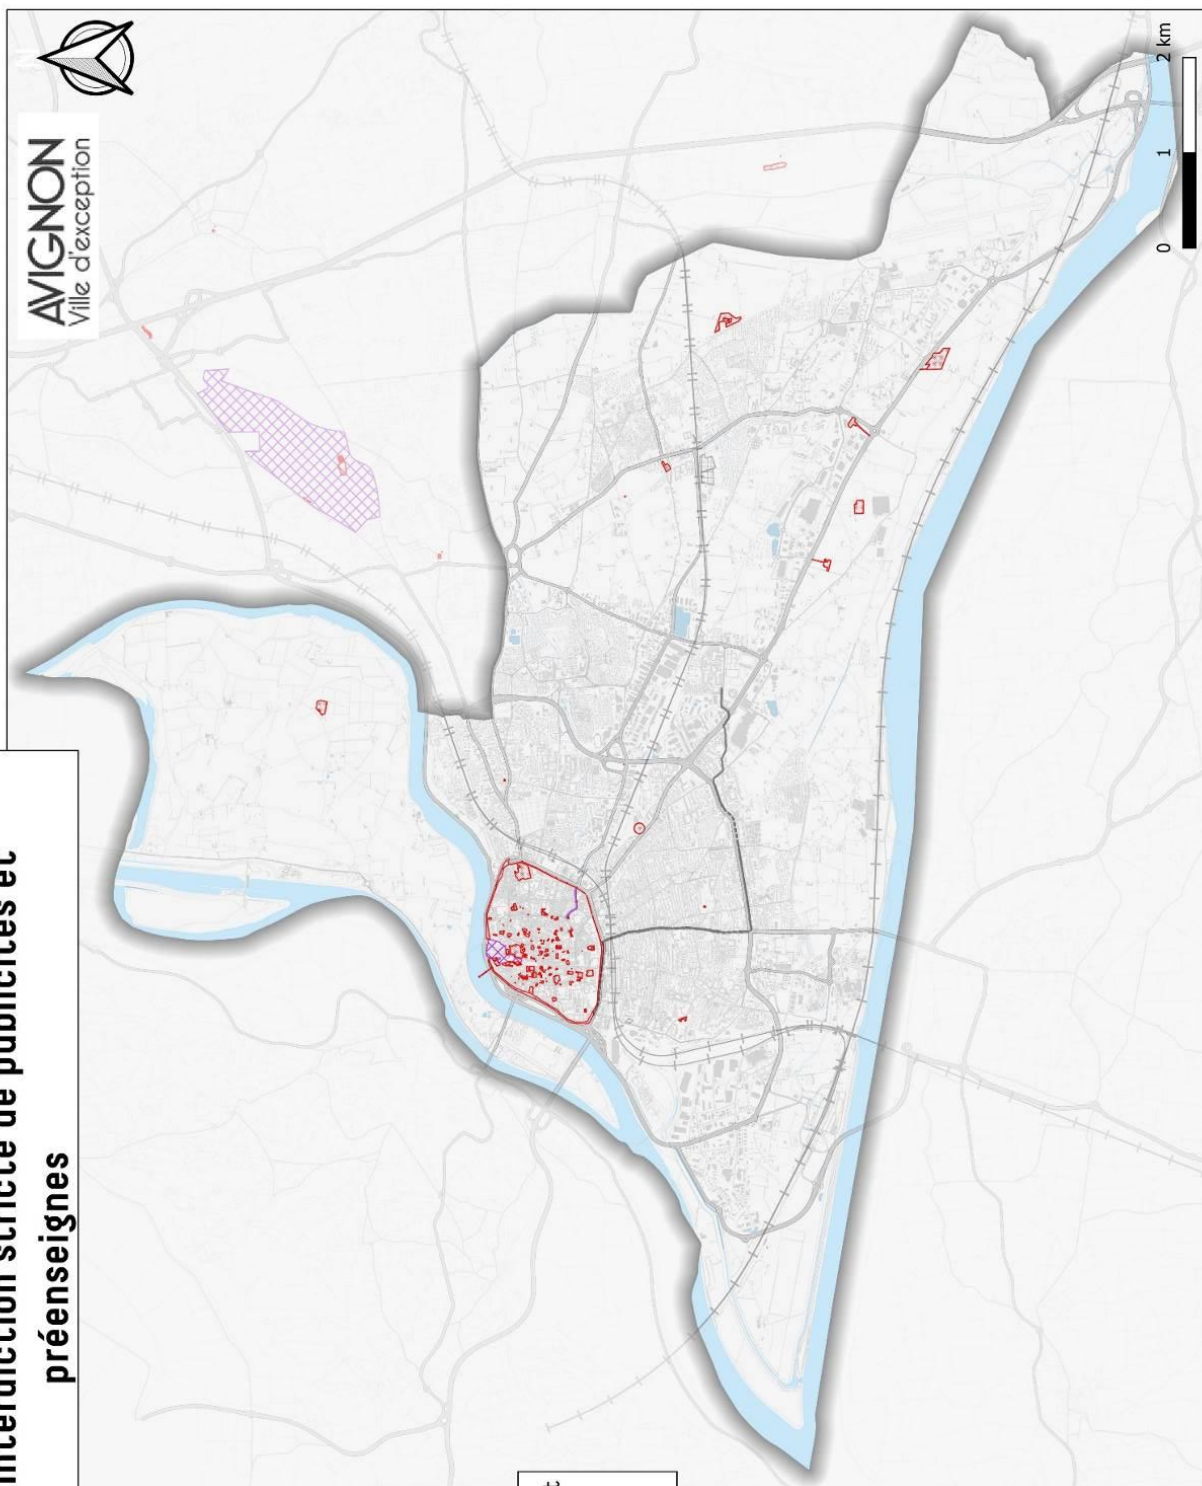 Interdiction stricte de publicités et
préenseignes
AVIGNON
Ville d'exception
N
0 1 2 km